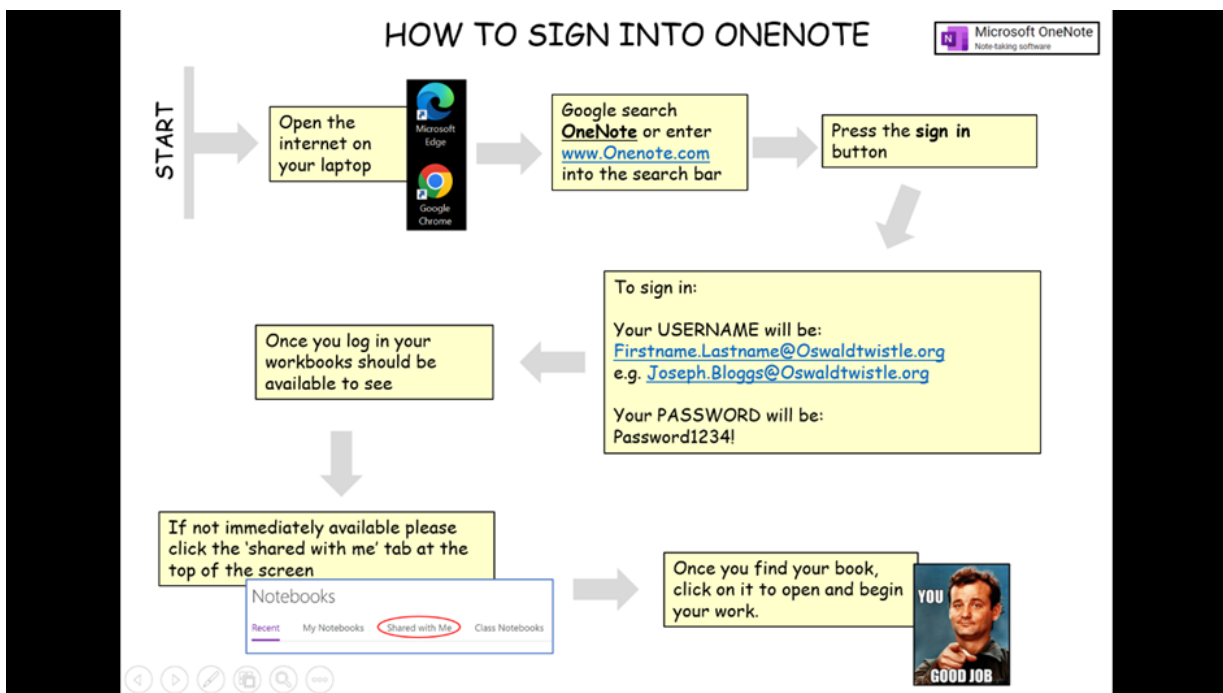 HOW TO SIGN INTO ONENOTE
N
Microsoft OneNote
Note-taking software
START
Open the
internet on
your laptop
Microsoft
Edge
Google
Chrome
Google search
OneNote or enter
www.Onenote.com
into the search bar
Press the sign in
button
To sign in:
Your USERNAME will be:
Firstname.Lastname@Oswaldtwistle.org
e.g. Joseph.Bloggs@Oswaldtwistle.org
Your PASSWORD will be:
Password1234!
Once you log in your
workbooks should be
available to see
If not immediately available please
click the 'shared with me' tab at the
top of the screen
Notebooks
Recent My Notebooks Shared with Me Class Notebooks
Once you find your book,
click on it to open and begin
your work.
YOU
GOOD JOB